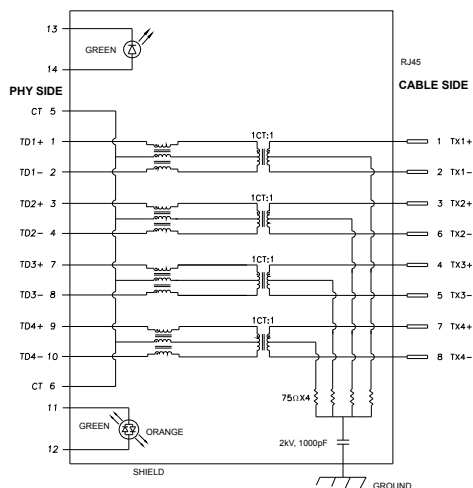 13
GREEN
14
RJ45
PHY SIDE
CABLE SIDE
CT 5
1CT:1
TD1+ 1
1 TX1+
TD1- 2
2 TX1-
1CT:1
TD2+ 3
3 TX2+
TD2- 4
6 TX2-
1CT:1
TD3+ 7
4 TX3+
TD3- 8
5 TX3-
1CT:1
TD4+ 9
7 TX4+
TD4- 10
8 TX4-
CT 6
75ΩX4
11
GREEN
ORANGE
2kV, 1000pF
12
SHIELD
GROUND